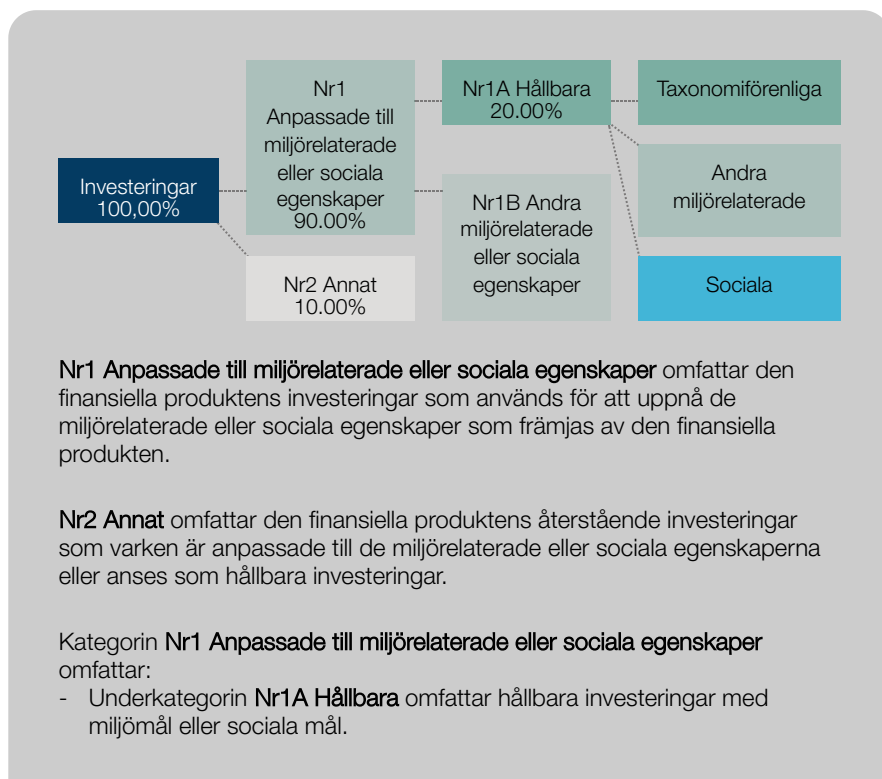 Investeringar
100,00%
Nr1
Anpassade till
miljörelaterade
eller sociala
egenskaper
90.00%
Nr2 Annat
10.00%
Nr1A Hållbara
20.00%
Nr1B Andra
miljörelaterade
eller sociala
egenskaper
Taxonomiförenliga
Andra
miljörelaterade
Sociala
Nr1 Anpassade till miljörelaterade eller sociala egenskaper omfattar den
finansiella produktens investeringar som används för att uppnå de
miljörelaterade eller sociala egenskaper som främjas av den finansiella
produkten.
Nr2 Annat omfattar den finansiella produktens återstående investeringar
som varken är anpassade till de miljörelaterade eller sociala egenskaperna
eller anses som hållbara investeringar.
Kategorin Nr1 Anpassade till miljörelaterade eller sociala egenskaper
omfattar:
- Underkategorin Nr1A Hållbara omfattar hållbara investeringar med
miljömål eller sociala mål.